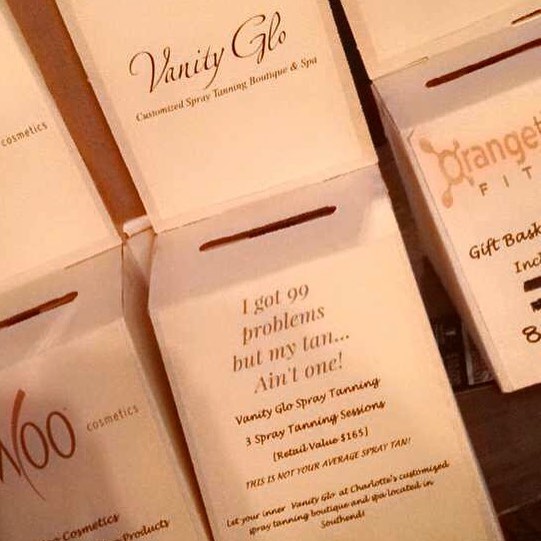 cosmetics
Vanity Glo
Customized Spray Tanning Boutique & Spa
Oranget
FIT
Gift Bask
Incl
8
I got 99
problems
but my tan...
Ain't one!
Vanity Glo Spray Tanning
3 Spray Tanning Sessions
[Retail Value $165]
THIS IS NOT YOUR AVERAGE SPRAY TAN!
Let your inner Vanity Glo at Charlotte's customized
spray tanning boutique and spa located in
Southend!
WOO cosmetics
Cosmetics
Products